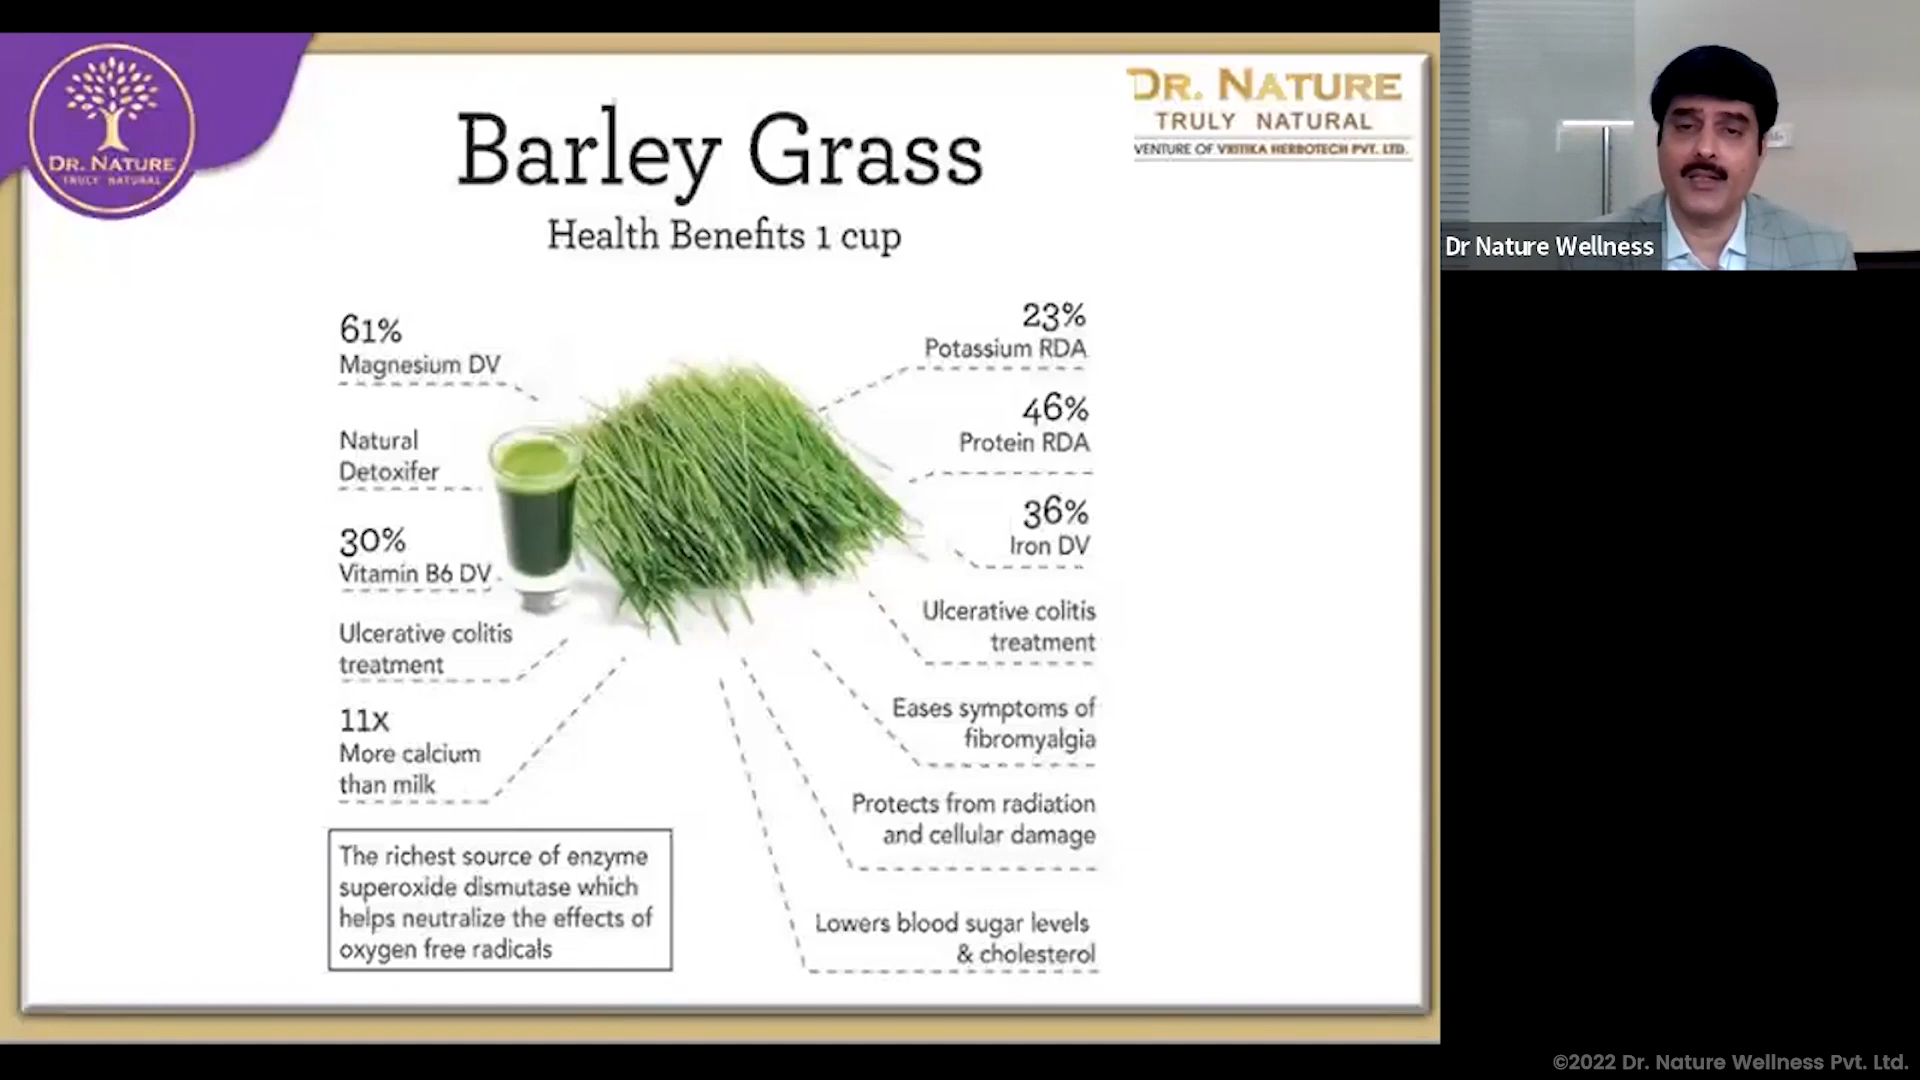 DR. NATURE
TRULY NATURAL
DR. NATURE
TRULY NATURAL
VENTURE OF VRITIKA HERBOTECH PVT. LTD.
Barley Grass
Health Benefits 1 cup
61%
Magnesium DV
Natural
Detoxifer
30%
Vitamin B6 DV
Ulcerative colitis
treatment
11x
More calcium
than milk
The richest source of enzyme
superoxide dismutase which
helps neutralize the effects of
oxygen free radicals
23%
Potassium RDA
46%
Protein RDA
36%
Iron DV
Ulcerative colitis
treatment
Eases symptoms of
fibromyalgia
Protects from radiation
and cellular damage
Lowers blood sugar levels
& cholesterol
Dr Nature Wellness
©2022 Dr. Nature Wellness Pvt. Ltd.